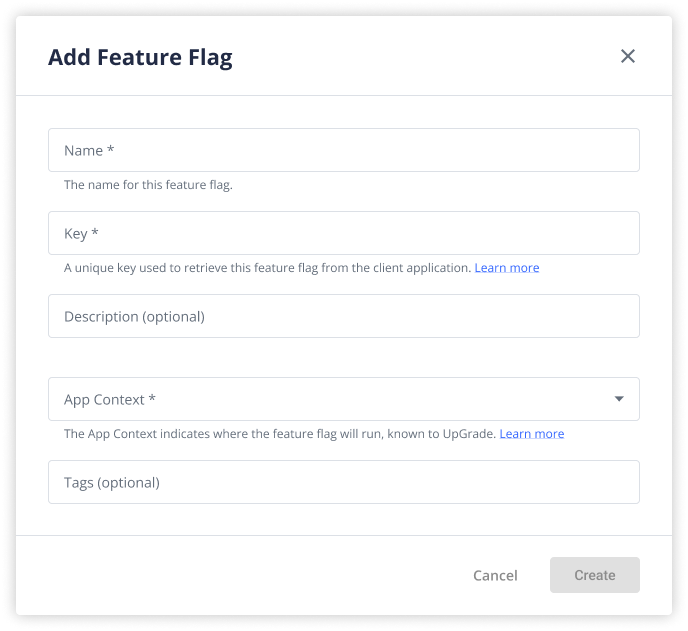 Add Feature Flag
Name *
The name for this feature flag.
Key *
A unique key used to retrieve this feature flag from the client application. Learn more
Description (optional)
App Context *
The App Context indicates where the feature flag will run, known to UpGrade. Learn more
Tags (optional)
Cancel
Create